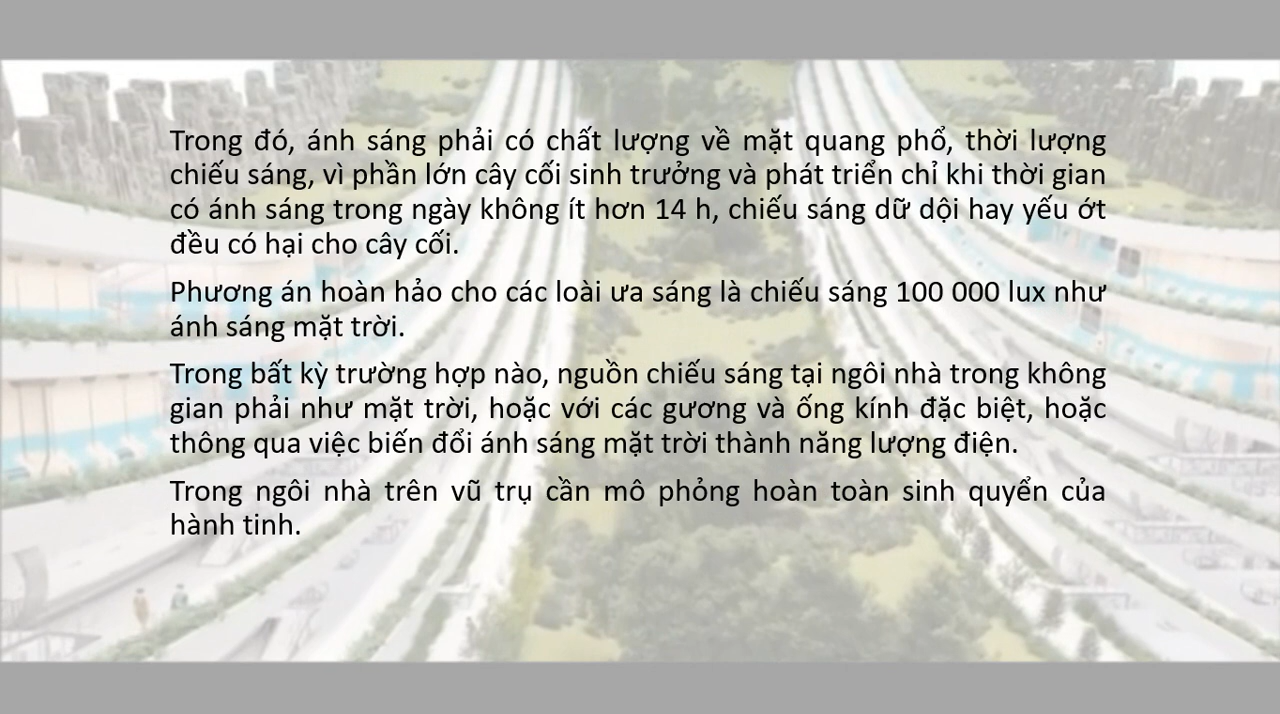 Trong đó, ánh sáng phải có chất lượng về mặt quang phổ, thời lượng
chiếu sáng, vì phần lớn cây cối sinh trưởng và phát triển chỉ khi thời gian
có ánh sáng trong ngày không ít hơn 14 h, chiếu sáng dữ dội hay yếu ớt
đều có hại cho cây cối.
Phương án hoàn hảo cho các loài ưa sáng là chiếu sáng 100 000 lux như
ánh sáng mặt trời.
Trong bất kỳ trường hợp nào, nguồn chiếu sáng tại ngôi nhà trong không
gian phải như mặt trời, hoặc với các gương và ống kính đặc biệt, hoặc
thông qua việc biến đổi ánh sáng mặt trời thành năng lượng điện.
Trong ngôi nhà trên vũ trụ cần mô phỏng hoàn toàn sinh quyển của
hành tinh.